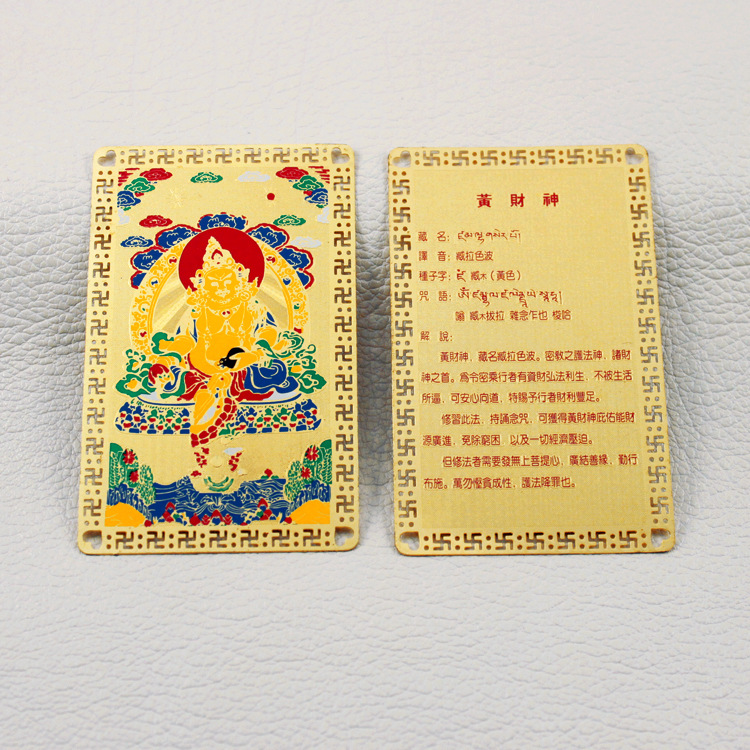 黃財神
藏名：ཛམ་ལྷ་གསེར་པོ།
譯音：臧拉色波
種子字：ཛཾ 臧木（黃色）
咒語：ༀ་ཛམྦྷ་ལ་ཛ་ལེནྡྲ་ཡེ་སྭཱ་ཧཱ།
嗡 臧木拔拉 雜念乍也 梭哈
解說：
黃財神，藏名臧拉色波。密教之護法神，諸財
神之首。為令密乘行者有資財弘法利生，不被生活
所逼，可安心向道，特賜予行者財利豐足。
修習此法，持誦念咒，可獲得黃財神庇佑能財
源廣進，免除窮困，以及一切經濟壓迫。
但修法者需要發無上菩提心，廣結善緣，勤行
布施。萬勿慳貪成性，護法降罪也。